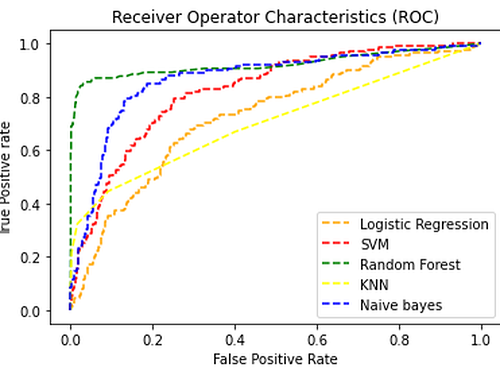 Receiver Operator Characteristics (ROC)
True Positive rate
1.0
0.8
0.6
0.4
0.2
0.0
0.0 0.2 0.4 0.6 0.8 1.0
False Positive Rate
Logistic Regression
SVM
Random Forest
KNN
Naive bayes